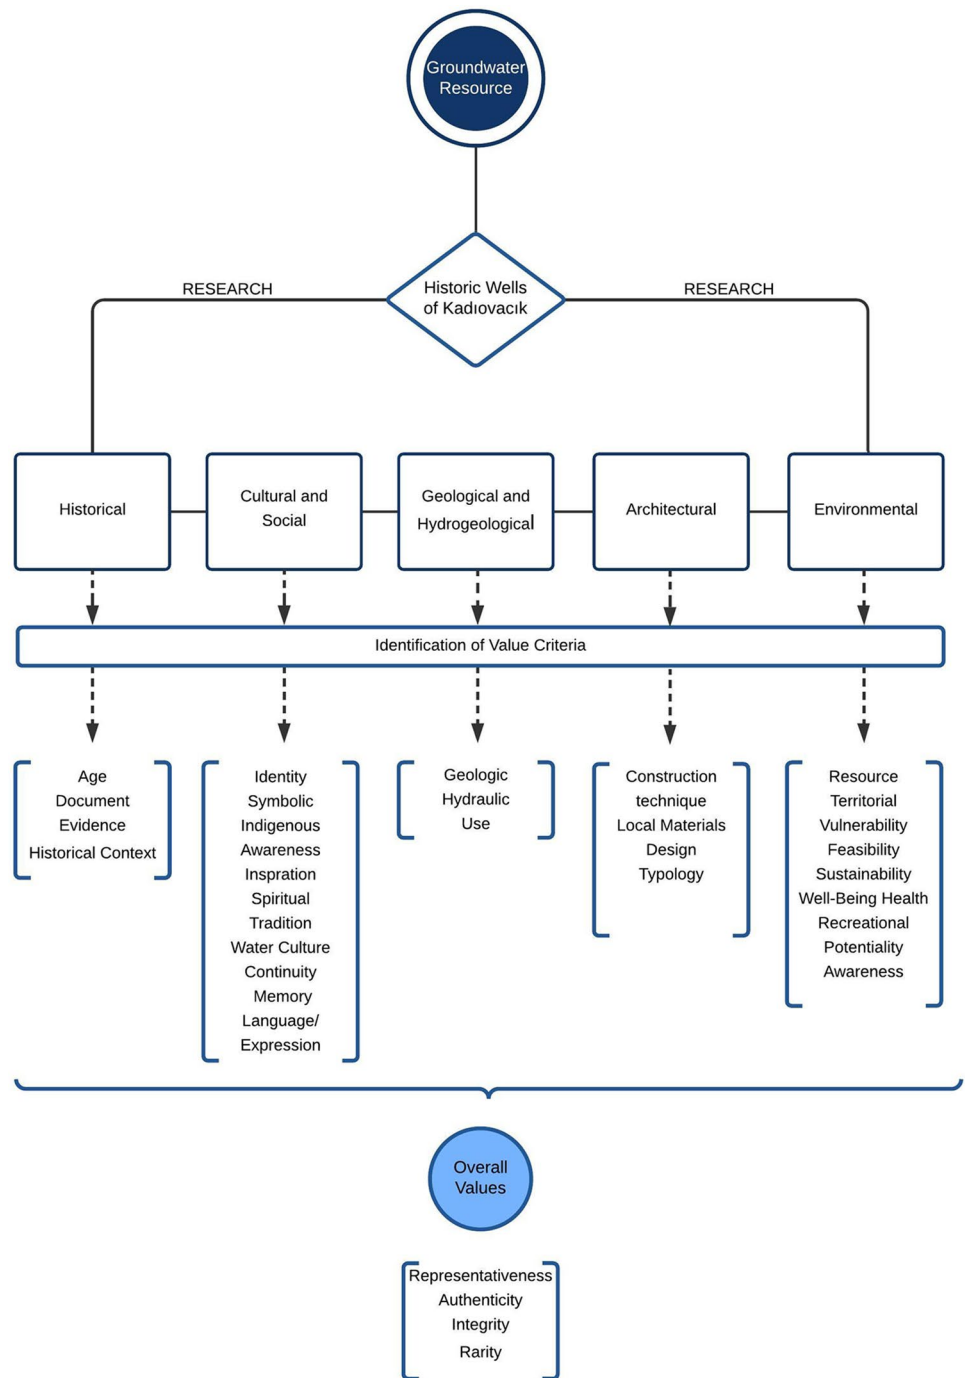 Groundwater
Resource
RESEARCH
Historic Wells
of Kadıovacık
RESEARCH
Historical
Cultural and
Social
Geological and
Hydrogeological
Architectural
Environmental
Identification of Value Criteria
Age
Document
Evidence
Historical Context
Identity
Symbolic
Indigenous
Awareness
Inspration
Spiritual
Tradition
Water Culture
Continuity
Memory
Language/
Expression
Geologic
Hydraulic
Use
Construction
technique
Local Materials
Design
Typology
Resource
Territorial
Vulnerability
Feasibility
Sustainability
Well-Being Health
Recreational
Potentiality
Awareness
Overall
Values
Representativeness
Authenticity
Integrity
Rarity